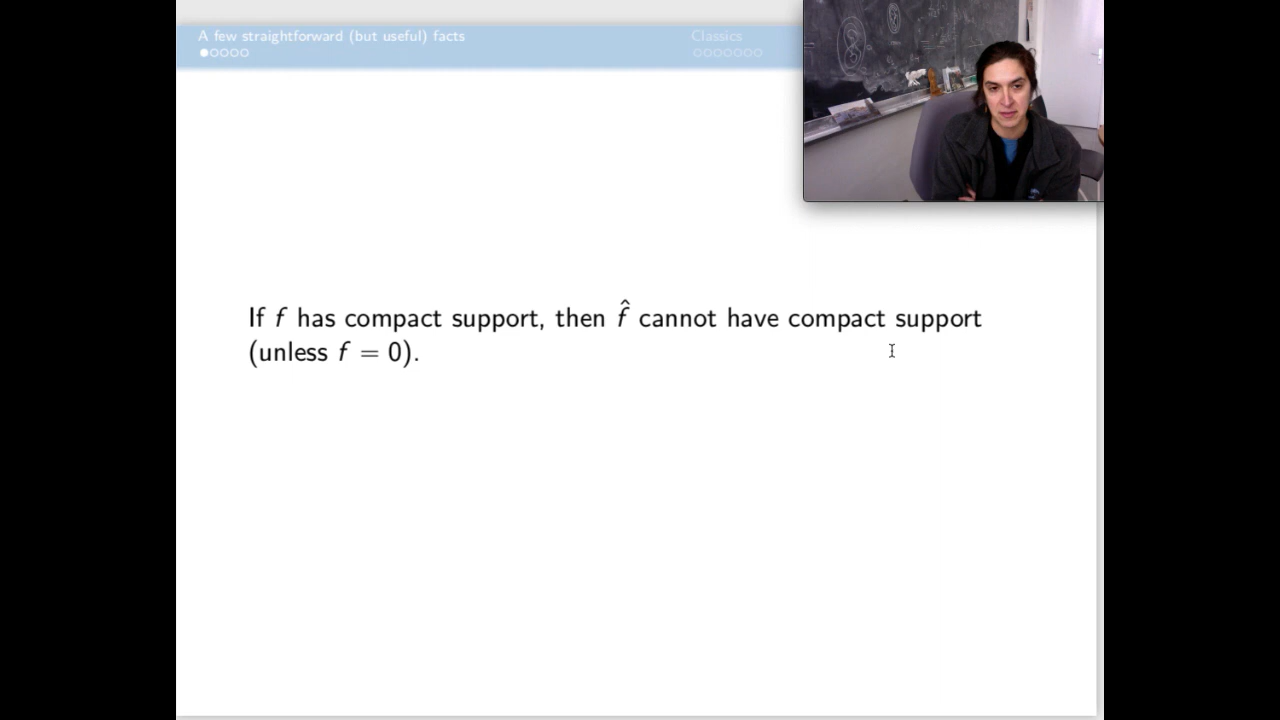 A few straightforward (but useful) facts
Classics
If f has compact support, then f̂ cannot have compact support
(unless f = 0).